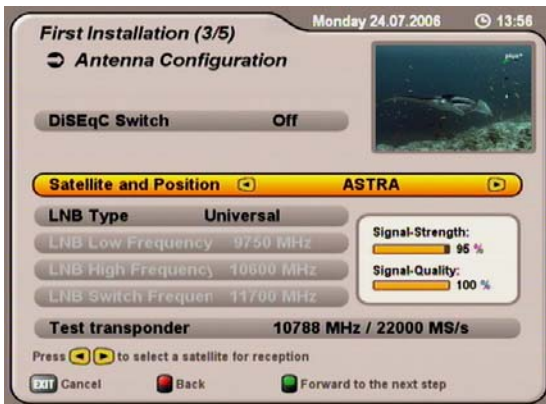 Monday 24.07.2006 13:56
First Installation (3/5)
Antenna Configuration
DiSEqC Switch Off
Satellite and Position ASTRA
LNB Type Universal
LNB Low Frequency 9750 MHz
LNB High Frequency 10600 MHz
LNB Switch Frequen 11700 MHz
Signal-Strength:
95 %
Signal-Quality:
100 %
Test transponder 10788 MHz / 22000 MS/s
Press to select a satellite for reception
EXIT Cancel Back Forward to the next step